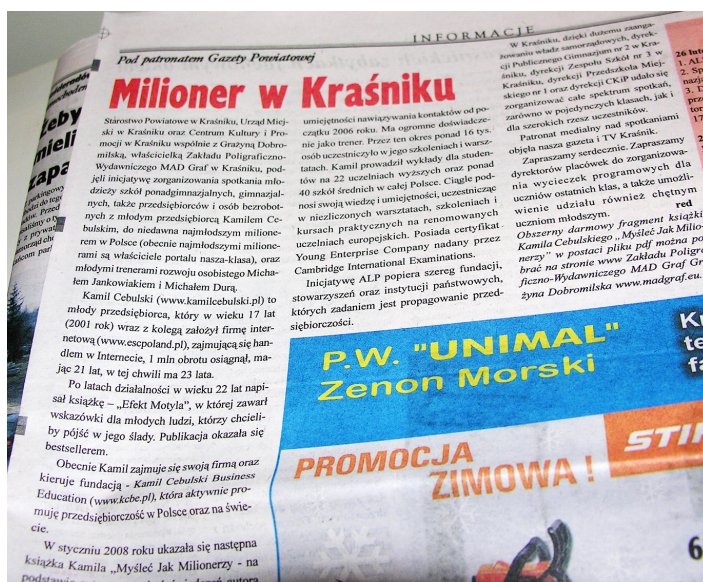 INFORMACJE
Pod patronatem Gazety Powiatowej
Milioner w Kraśniku
Starostwo Powiatowe w Kraśniku, Urząd Miej-
ski w Kraśniku oraz Centrum Kultury i Pro-
mocji w Kraśniku wspólnie z Grażyną Dobro-
milską, właścicielką Zakładu Poligraficzno-
Wydawniczego MAD Graf w Kraśniku, pod-
jęli inicjatywę zorganizowania spotkania mło-
dzieży szkół ponadgimnazjalnych, gimnazjal-
nych, także przedsiębiorców i osób bezrobot-
nych z młodym przedsiębiorcą Kamilem Ce-
bulskim, do niedawna najmłodszym milione-
rem w Polsce (obecnie najmłodszymi milione-
rami są właściciele portalu nasza-klasa), oraz
młodymi trenerami rozwoju osobistego Micha-
łem Jankowiakiem i Michałem Durą.
Kamil Cebulski (www.kamilcebulski.pl) to
młody przedsiębiorca, który w wieku 17 lat
(2001 rok) wraz z kolegą założył firmę inter-
netową (www.escpoland.pl), zajmującą się han-
dlem w Internecie, 1 mln obrotu osiągnął, ma-
jąc 21 lat, w tej chwili ma 23 lata.
Po latach działalności w wieku 22 lat napi-
sał książkę – „Efekt Motyla”, w której zawarł
wskazówki dla młodych ludzi, którzy chcieli-
by pójść w jego ślady. Publikacja okazała się
bestsellerem.
Obecnie Kamil zajmuje się swoją firmą oraz
kieruje fundacją - Kamil Cebulski Business
Education (www.kcbe.pl), która aktywnie pro-
muję przedsiębiorczość w Polsce oraz na świe-
cie.
W styczniu 2008 roku ukazała się następna
książka Kamila „Myśleć Jak Milionerzy - na
umiejętności nawiązywania kontaktów od po-
czątku 2006 roku. Ma ogromne doświadcze-
nie jako trener. Przez ten okres ponad 16 tys.
osób uczestniczyło w jego szkoleniach i warsz-
tatach. Kamil prowadził wykłady dla studen-
tów na 22 uczelniach wyższych oraz ponad
40 szkół średnich w całej Polsce. Ciągle pod-
nosi swoją wiedzę i umiejętności, uczestnicząc
w niezliczonych warsztatach, szkoleniach i
kursach praktycznych na renomowanych
uczelniach europejskich. Posiada certyfikat
Young Enterprise Company nadany przez
Cambridge International Examinations.
Inicjatywę ALP popiera szereg fundacji,
stowarzyszeń oraz instytucji państwowych,
których zadaniem jest propagowanie przed-
siębiorczości.
W Kraśniku, dzięki dużemu zaanga-
żowaniu władz samorządowych, dyrek-
cji Publicznego Gimnazjum nr 2 w Kra-
śniku, dyrekcji Zespołu Szkół nr 3 w
Kraśniku, dyrekcji Przedszkola Miej-
skiego nr 1 oraz dyrekcji CKiP udało się
zorganizować całe spektrum spotkań,
zarówno w pojedynczych klasach, jak i
dla szerokich rzesz uczestników.
Patronat medialny nad spotkaniami
objęła nasza gazeta i TV Kraśnik.
Zapraszamy serdecznie. Zapraszamy
dyrektorów placówek do zorganizowa-
nia wycieczek programowych dla
uczniów ostatnich klas, a także umożli-
wienie udziału również chętnym
uczniom młodszym.
red
Obszerny darmowy fragment książki
Kamila Cebulskiego „Myśleć Jak Milio-
nerzy” w postaci pliku pdf można po-
brać na stronie www Zakładu Poligra-
ficzno-Wydawniczego MAD Graf Gra-
żyna Dobromilska www.madgraf.eu.
P.W. "UNIMAL"
Zenon Morski
PROMOCJA
ZIMOWA !